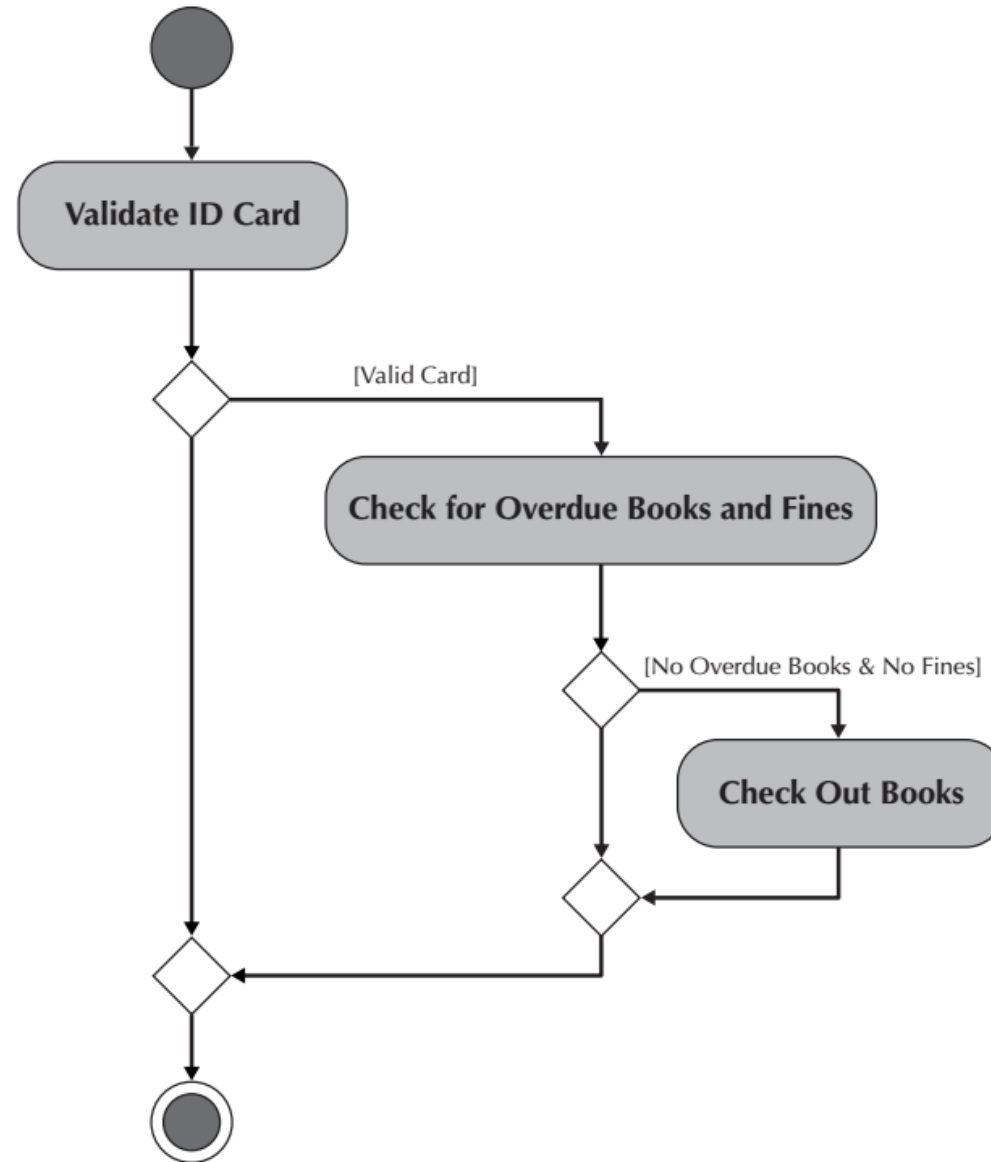 Validate ID Card
[Valid Card]
Check for Overdue Books and Fines
[No Overdue Books & No Fines]
Check Out Books